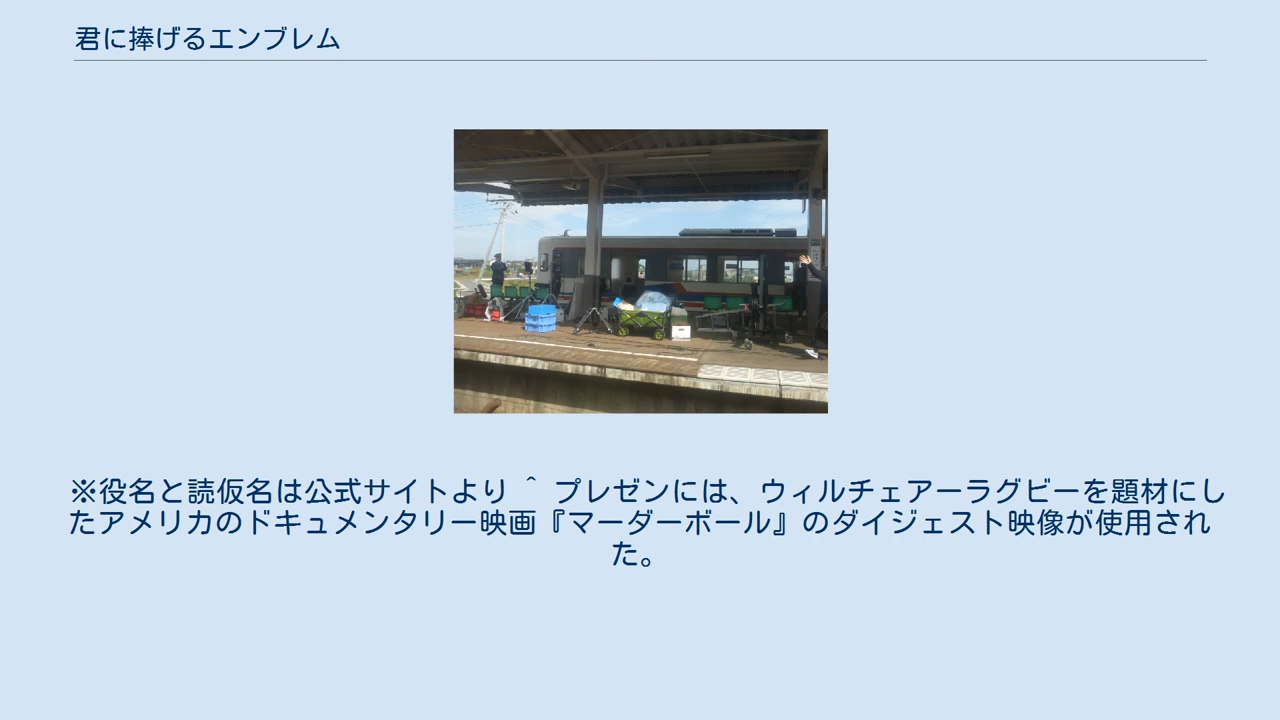 君に捧げるエンブレム
※役名と読仮名は公式サイトより ＾ プレゼンには、ウィルチェアーラグビーを題材にし
たアメリカのドキュメンタリー映画『マーダーボール』のダイジェスト映像が使用され
た。